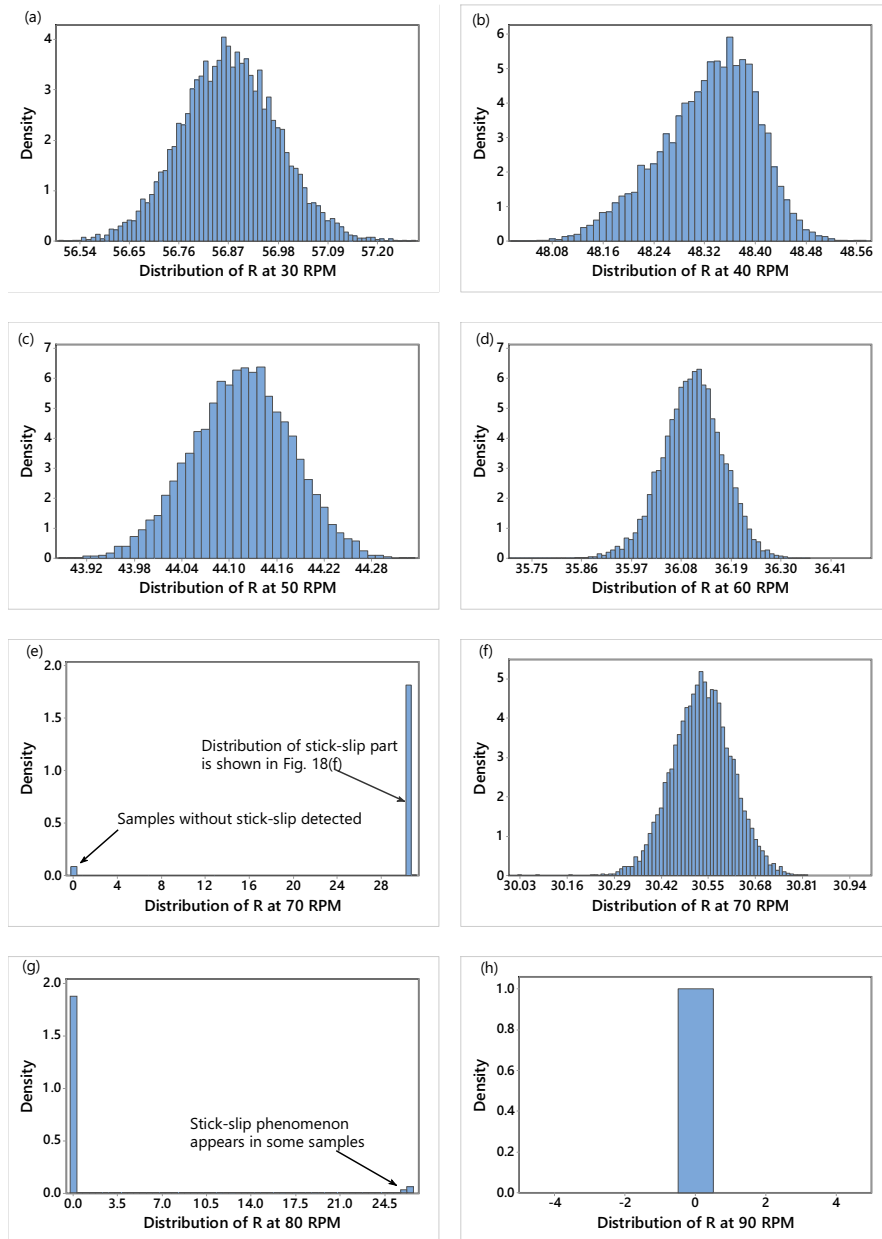 (a)
4
3
2
1
0
Density
56.54 56.65 56.76 56.87 56.98 57.09 57.20
Distribution of R at 30 RPM
(b)
6
5
4
3
2
1
0
Density
48.08 48.16 48.24 48.32 48.40 48.48 48.56
Distribution of R at 40 RPM
(c)
7
6
5
4
3
2
1
0
Density
43.92 43.98 44.04 44.10 44.16 44.22 44.28
Distribution of R at 50 RPM
(d)
7
6
5
4
3
2
1
0
Density
35.75 35.86 35.97 36.08 36.19 36.30 36.41
Distribution of R at 60 RPM
(e)
2.0
1.5
1.0
0.5
0.0
Density
Distribution of stick-slip part
is shown in Fig. 18(f)
Samples without stick-slip detected
0 4 8 12 16 20 24 28
Distribution of R at 70 RPM
(f)
5
4
3
2
1
0
Density
30.03 30.16 30.29 30.42 30.55 30.68 30.81 30.94
Distribution of R at 70 RPM
(g)
2.0
1.5
1.0
0.5
0.0
Density
Stick-slip phenomenon
appears in some samples
0.0 3.5 7.0 10.5 14.0 17.5 21.0 24.5
Distribution of R at 80 RPM
(h)
1.0
0.8
0.6
0.4
0.2
0.0
Density
-4 -2 0 2 4
Distribution of R at 90 RPM